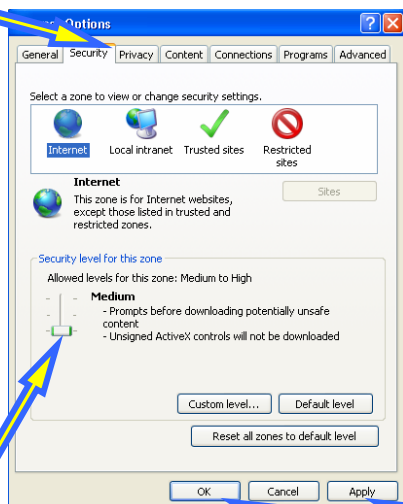 Options
General Security Privacy Content Connections Programs Advanced
Select a zone to view or change security settings.
Internet Local intranet Trusted sites Restricted
sites
Internet
This zone is for Internet websites,
except those listed in trusted and
restricted zones.
Sites
Security level for this zone
Allowed levels for this zone: Medium to High
Medium
- Prompts before downloading potentially unsafe
content
- Unsigned ActiveX controls will not be downloaded
Custom level... Default level
Reset all zones to default level
OK Cancel Apply